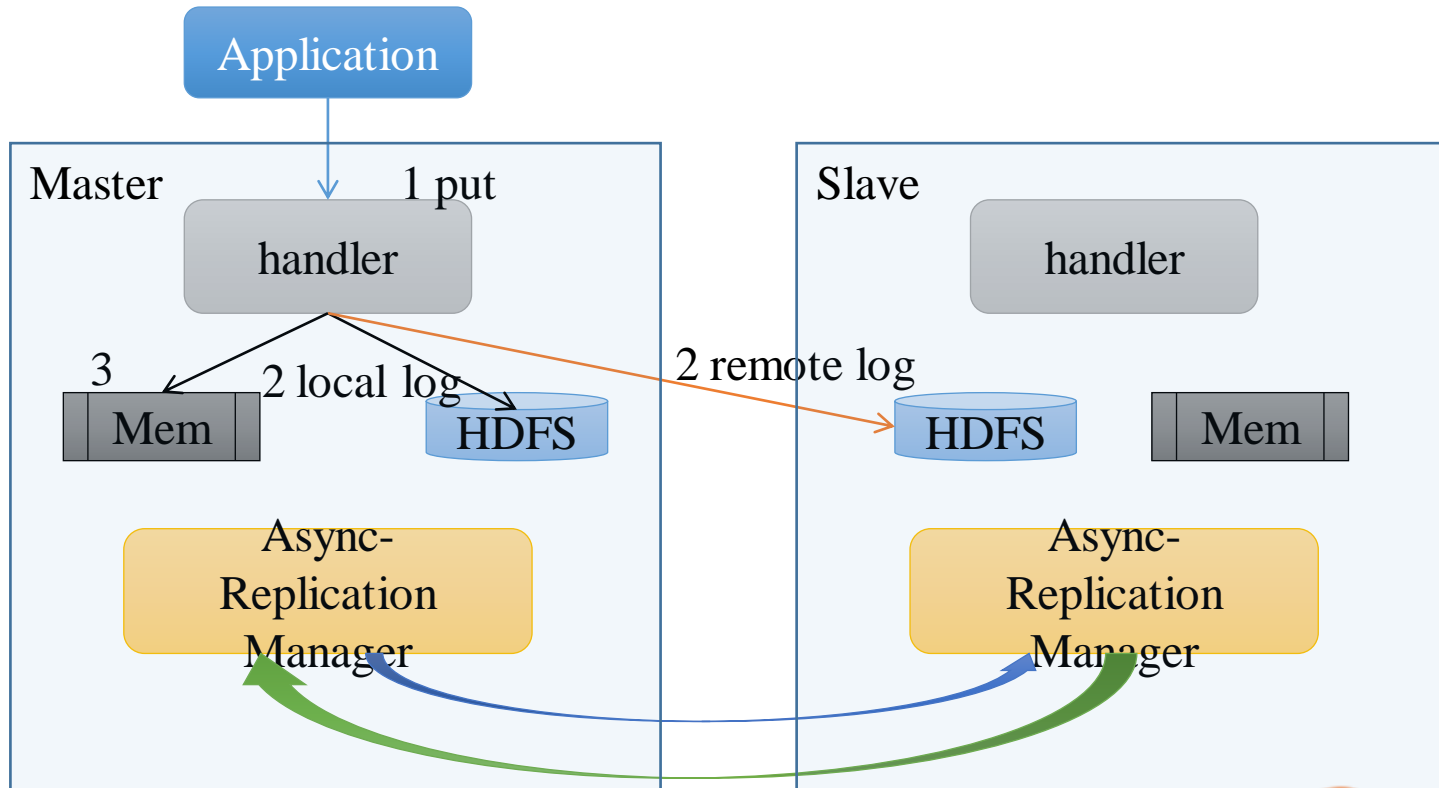 Application
Master
1 put
handler
3
2 local log
Mem
HDFS
Async-
Replication
Manager
2 remote log
Slave
handler
HDFS
Mem
Async-
Replication
Manager